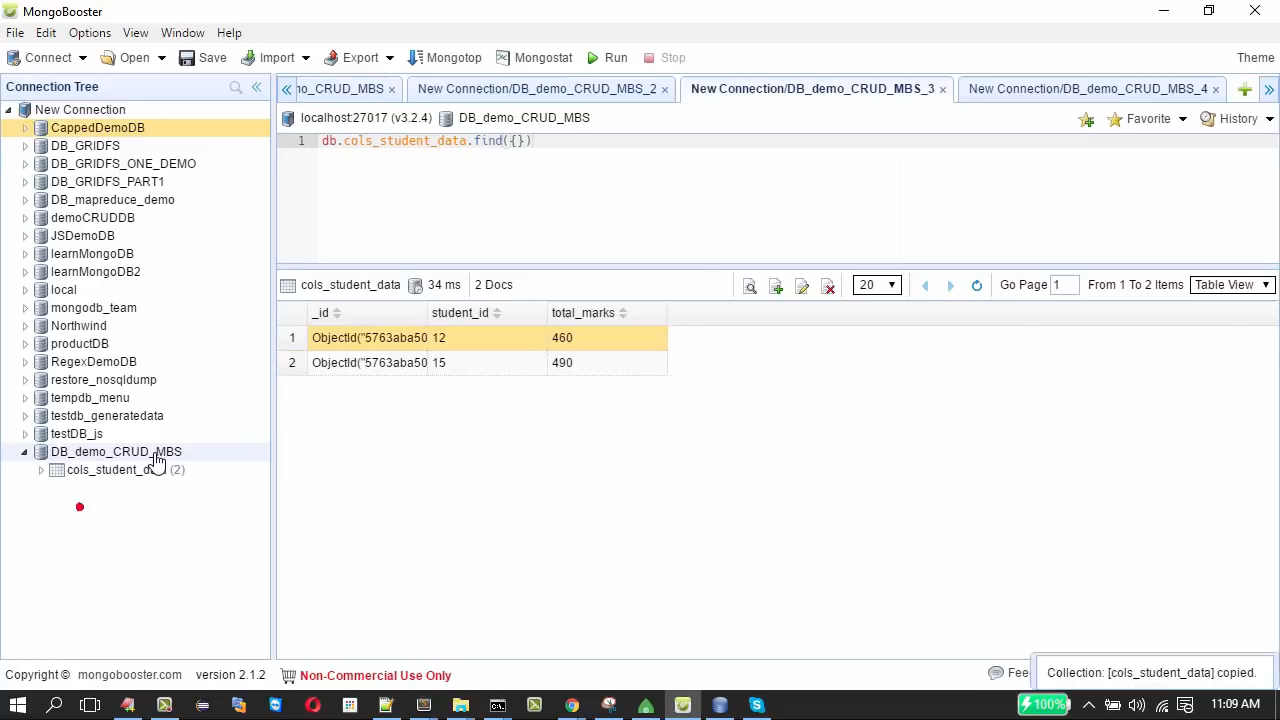 MongoBooster
File Edit Options View Window Help
Connect Open Save Import Export Mongotop Mongostat Run Stop Theme
Connection Tree
no_CRUD_MBS × New Connection/DB_demo_CRUD_MBS_2 × New Connection/DB_demo_CRUD_MBS_3 × New Connection/DB_demo_CRUD_MBS_4 ×
localhost:27017 (v3.2.4) DB_demo_CRUD_MBS Favorite History
1 db.cols_student_data.find({})
New Connection
CappedDemoDB
DB_GRIDFS
DB_GRIDFS_ONE_DEMO
DB_GRIDFS_PART1
DB_mapreduce_demo
demoCRUDDB
JSDemoDB
learnMongoDB
learnMongoDB2
local
mongodb_team
Northwind
productDB
RegexDemoDB
restore_nosqldump
tempdb_menu
testdb_generatedata
testDB_js
DB_demo_CRUD_MBS
cols_student_d (2)
cols_student_data 34 ms 2 Docs 20 Go Page 1 From 1 To 2 Items Table View
_id student_id total_marks
1 ObjectId("5763aba50 12 460
2 ObjectId("5763aba50 15 490
Copyright © mongobooster.com version 2.1.2 Non-Commercial Use Only Fee
Collection: [cols_student_data] copied.
100% 11:09 AM